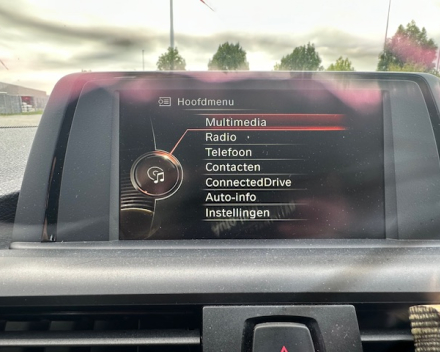 Hoofdmenu
Multimedia
Radio
Telefoon
Contacten
ConnectedDrive
Auto-info
Instellingen